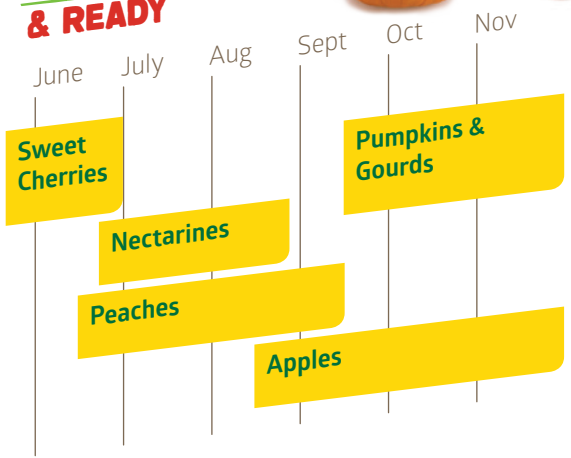 & READY
June July Aug Sept Oct Nov
Sweet
Cherries
Pumpkins &
Gourds
Nectarines
Peaches
Apples